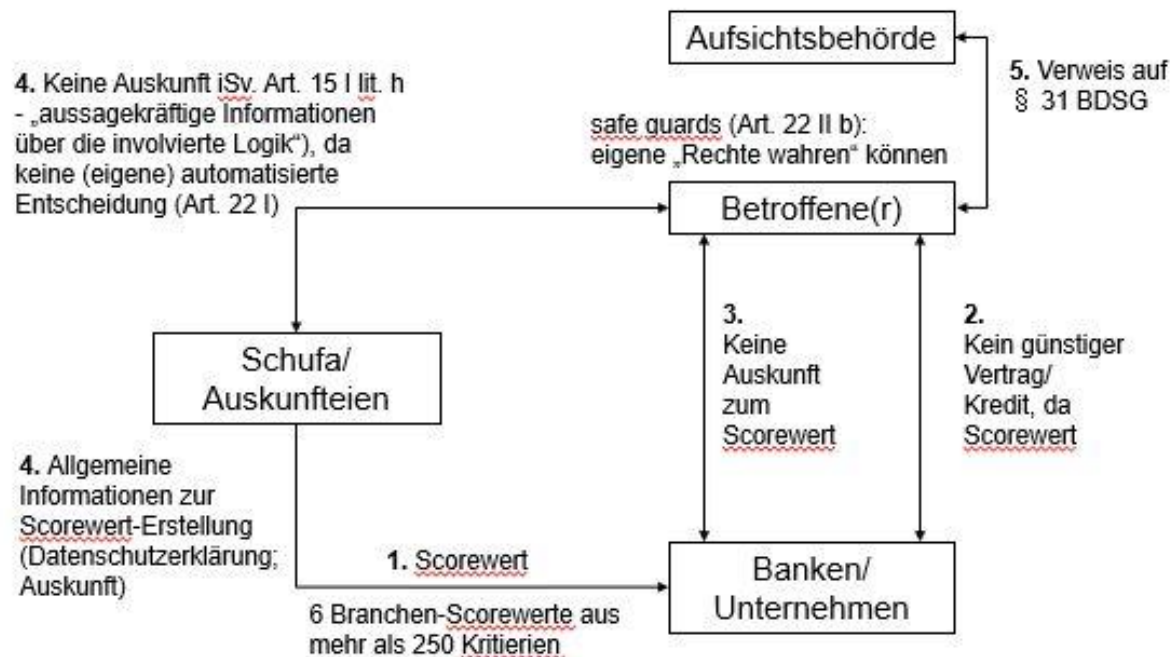 Aufsichtsbehörde
4. Keine Auskunft iSv. Art. 15 I lit. h
- „aussagekräftige Informationen
über die involvierte Logik“), da
keine (eigene) automatisierte
Entscheidung (Art. 22 I)
5. Verweis auf
§ 31 BDSG
safe guards (Art. 22 II b):
eigene „Rechte wahren“ können
Betroffene(r)
Schufa/
Auskunfteien
3.
Keine
Auskunft
zum
Scorewert
2.
Kein günstiger
Vertrag/
Kredit, da
Scorewert
4. Allgemeine
Informationen zur
Scorewert-Erstellung
(Datenschutzerklärung;
Auskunft)
1. Scorewert
6 Branchen-Scorewerte aus
mehr als 250 Kritierien
Banken/
Unternehmen